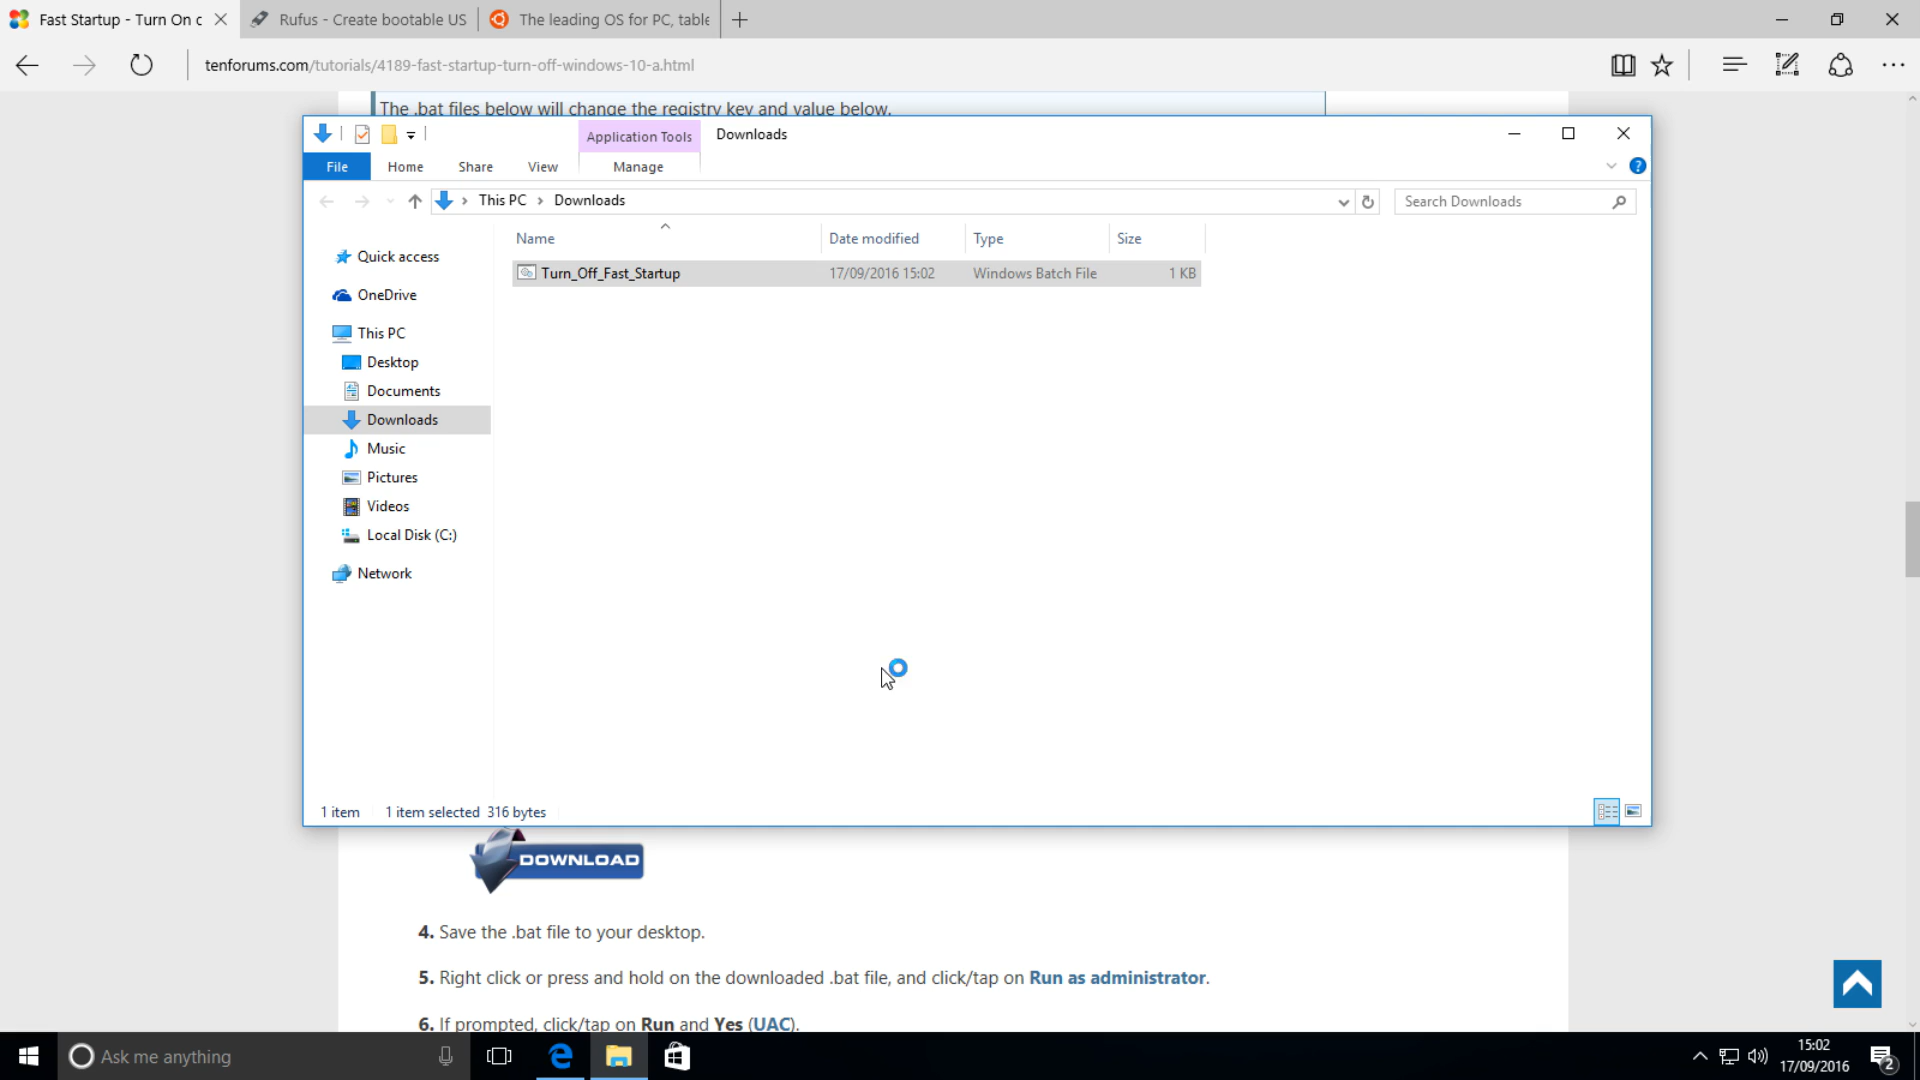 Fast Startup - Turn On o
Rufus - Create bootable US
The leading OS for PC, table
tenforums.com/tutorials/4189-fast-startup-turn-off-windows-10-a.html
The .bat files below will change the registry key and value below.
Application Tools
Downloads
File
Home
Share
View
Manage
This PC > Downloads
Search Downloads
Name
Date modified
Type
Size
Turn_Off_Fast_Startup
17/09/2016 15:02
Windows Batch File
1 KB
Quick access
OneDrive
This PC
Desktop
Documents
Downloads
Music
Pictures
Videos
Local Disk (C:)
Network
1 item
1 item selected 316 bytes
DOWNLOAD
4. Save the .bat file to your desktop.
5. Right click or press and hold on the downloaded .bat file, and click/tap on Run as administrator.
6. If prompted, click/tap on Run and Yes (UAC).
Ask me anything
15:02
17/09/2016
2